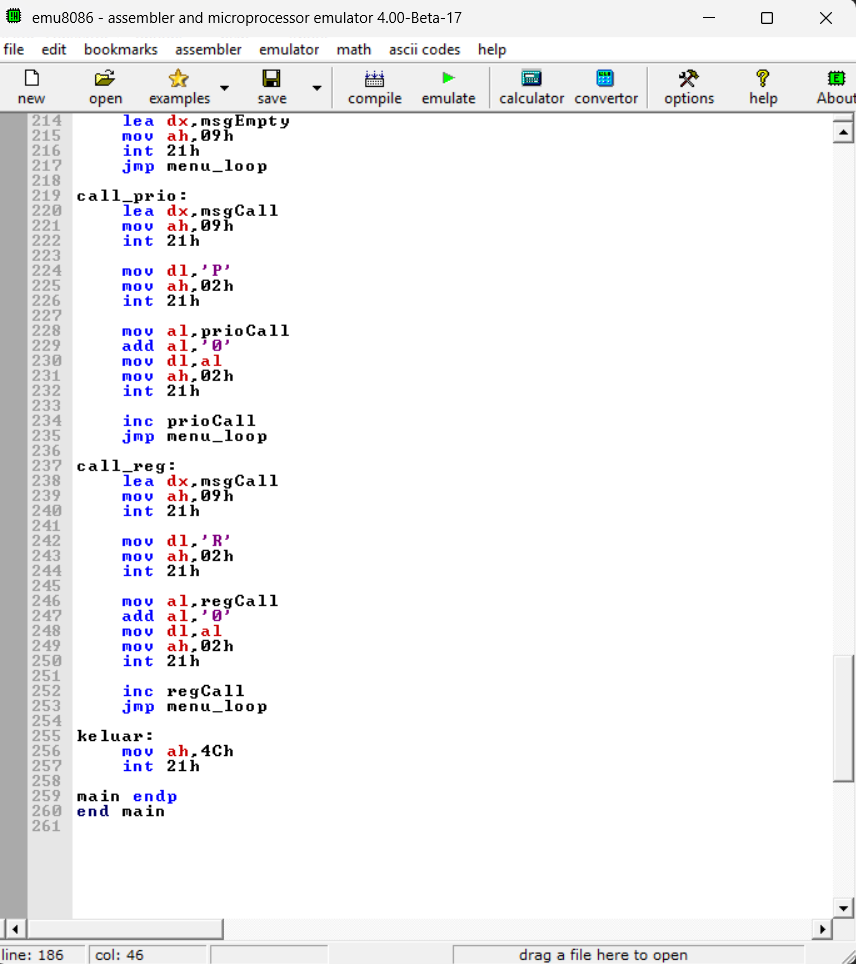 emu8086 - assembler and microprocessor emulator 4.00-Beta-17
file edit bookmarks assembler emulator math ascii codes help
new open examples save compile emulate calculator convertor options help About
214 lea dx,msgEmpty
215 mov ah,09h
216 int 21h
217 jmp menu_loop
218
219 call_prio:
220 lea dx,msgCall
221 mov ah,09h
222 int 21h
223
224 mov dl,'P'
225 mov ah,02h
226 int 21h
227
228 mov al,prioCall
229 add al,'0'
230 mov dl,al
231 mov ah,02h
232 int 21h
233
234 inc prioCall
235 jmp menu_loop
236
237 call_reg:
238 lea dx,msgCall
239 mov ah,09h
240 int 21h
241
242 mov dl,'R'
243 mov ah,02h
244 int 21h
245
246 mov al,regCall
247 add al,'0'
248 mov dl,al
249 mov ah,02h
250 int 21h
251
252 inc regCall
253 jmp menu_loop
254
255 keluar:
256 mov ah,4Ch
257 int 21h
258
259 main endp
260 end main
261
line: 186 col: 46 drag a file here to open